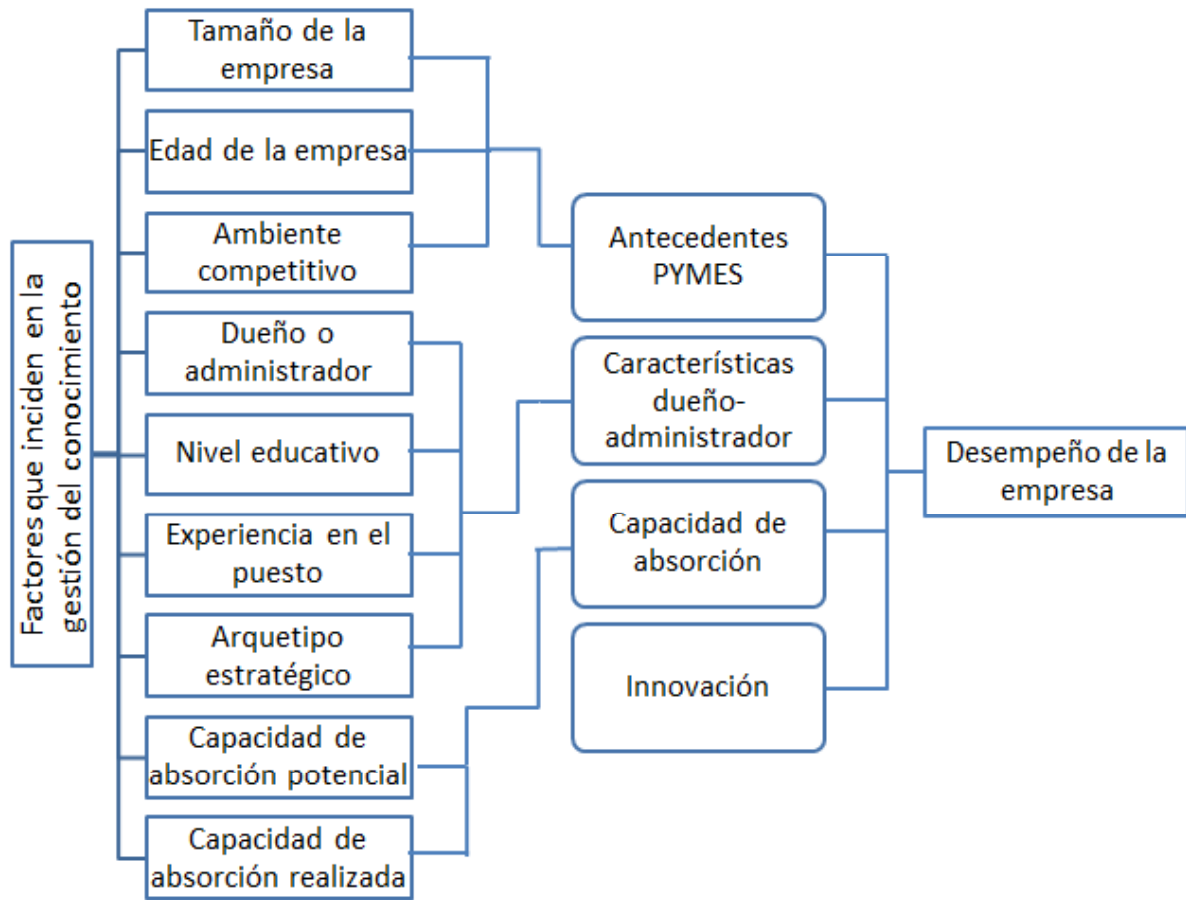 Factores que inciden en la
gestión del conocimiento
Tamaño de la
empresa
Edad de la empresa
Ambiente
competitivo
Dueño o
administrador
Nivel educativo
Experiencia en el
puesto
Arquetipo
estratégico
Capacidad de
absorción potencial
Capacidad de
absorción realizada
Antecedentes
PYMES
Característísticas
dueño-
administrador
Capacidad de
absorción
Innovación
Desempeño de la
empresa